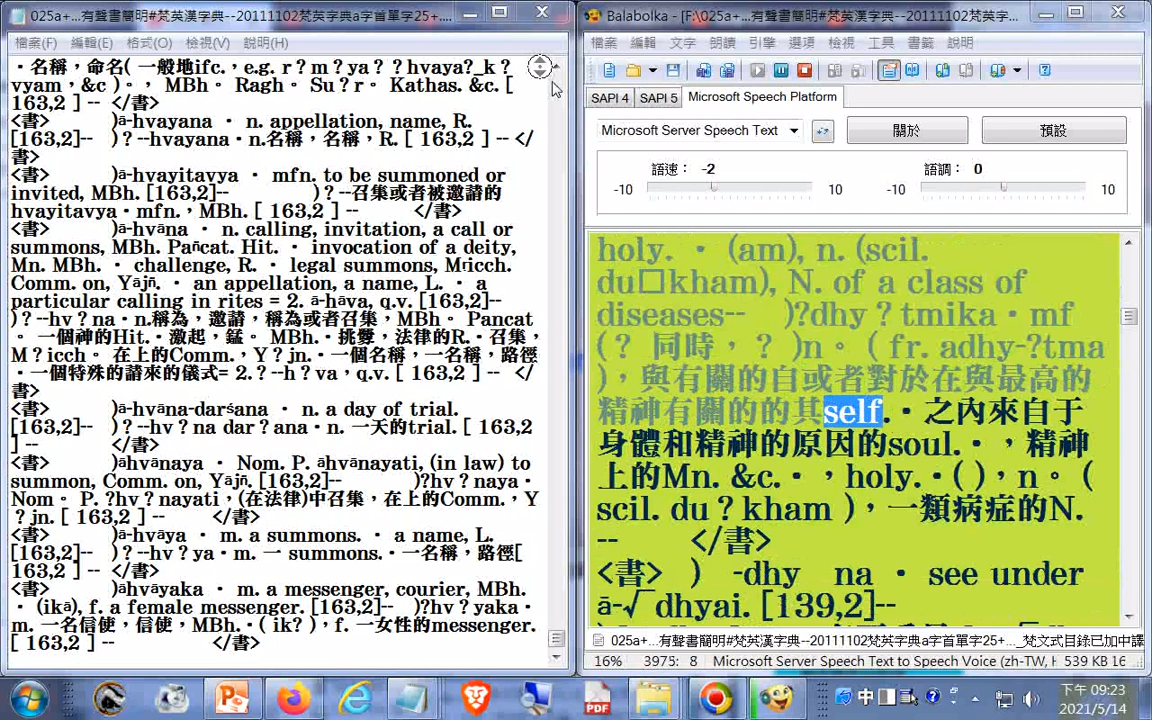 025a+...有聲書簡明#梵英漢字典--20111102梵英字典a字首單字25+...
檔案(F) 編輯(E) 格式(O) 檢視(V) 說明(H)
‧名稱，命名( 一般地ifc.，e.g. r？m？ya？？hvaya?_k？
vyam，&c )。， MBh。 Ragh。 Su？r。 Kathas. &c. [
163,2 ] -- </書>
<書> )ā-hvayana ‧ n. appellation, name, R.
[163,2]-- )？--hvayana‧n.名稱，名稱，R. [ 163,2 ] -- </
書>
<書> )ā-hvayitavya ‧ mfn. to be summoned or
invited, MBh. [163,2]-- )？--召集或者被邀請的
hvayitavya‧mfn.，MBh. [ 163,2 ] -- </書>
<書> )ā-hvāna ‧ n. calling, invitation, a call or
summons, MBh. Pañcat. Hit. ‧ invocation of a deity,
Mn. MBh. ‧ challenge, R. ‧ legal summons, Mṛicch.
Comm. on, Yājñ. ‧ an appellation, a name, L. ‧ a
particular calling in rites = 2. ā-hāva, q.v. [163,2]--
)？--hv？na‧n.稱為，邀請，稱為或者召集，MBh。 Pancat
。 一個神的Hit.‧激起，錳。 MBh.‧挑釁，法律的R.‧召集，
M？icch。 在上的Comm.，Y？jn.‧一個名稱，一名稱，路徑
‧一個特殊的請來的儀式= 2.？--h？va，q.v. [ 163,2 ] -- </
書>
<書> )ā-hvāna-darśana ‧ n. a day of trial.
[163,2]-- )？--hv？na dar？ana‧n. 一天的trial. [ 163,2
] -- </書>
<書> )āhvānaya ‧ Nom. P. āhvānayati, (in law) to
summon, Comm. on, Yājñ. [163,2]-- )?hv？naya‧
Nom。 P. ?hv？nayati，(在法律)中召集，在上的Comm.，Y
？jn. [ 163,2 ] -- </書>
<書> )ā-hvāya ‧ m. a summons. ‧ a name, L.
[163,2]-- )？--hv？ya‧m. 一 summons.‧一名稱，路徑[
163,2 ] -- </書>
<書> )āhvāyaka ‧ m. a messenger, courier, MBh.
‧ (ikā), f. a female messenger. [163,2]-- )?hv？yaka‧
m. 一名信使，信使，MBh.‧( ik? )，f. 一女性的messenger.
[ 163,2 ] -- </書>
Balabolka - [F:\025a+...有聲書簡明#梵英漢字典--20111102梵英字...
檔案 編輯 文字 朗讀 引擎 選項 檢視 工具 書籤 說明
SAPI 4 SAPI 5 Microsoft Speech Platform
Microsoft Server Speech Text 關於 預設
語速： -2 語調： 0
-10 10 -10 10
holy. ‧ (am), n. (scil.
du□kham), N. of a class of
diseases-- )?dhy？tmika‧mf
(？ 同時，？ )n。 ( fr. adhy-?tma
)，與有關的自或者對於在與最高的
精神有關的的其self.‧之內來自于
身體和精神的原因的soul.‧，精神
上的Mn. &c.‧，holy.‧( )，n。 (
scil. du？kham )，一類病症的N.
-- </書>
<書> ) -dhy na ‧ see under
ā-√dhyai. [139,2]--
025a+...有聲書簡明#梵英漢字典--20111102梵英字典a字首單字25+..._梵文式目錄已加中譯
16% 3975: 8 Microsoft Server Speech Text to Speech Voice (zh-TW, H 539 KB 16
PDF 中 下午 09:23
2021/5/14